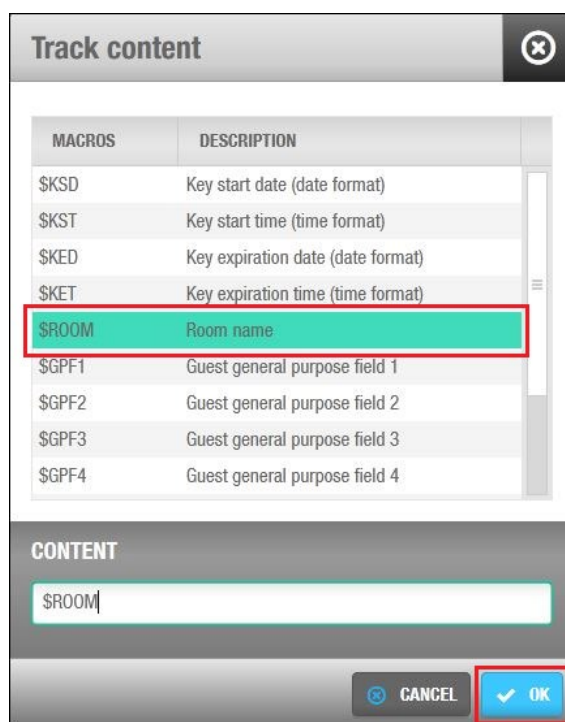 Track content
MACROS DESCRIPTION
$KSD Key start date (date format)
$KST Key start time (time format)
$KED Key expiration date (date format)
$KET Key expiration time (time format)
$ROOM Room name
$GPF1 Guest general purpose field 1
$GPF2 Guest general purpose field 2
$GPF3 Guest general purpose field 3
$GPF4 Guest general purpose field 4
CONTENT
$ROOM
CANCEL OK